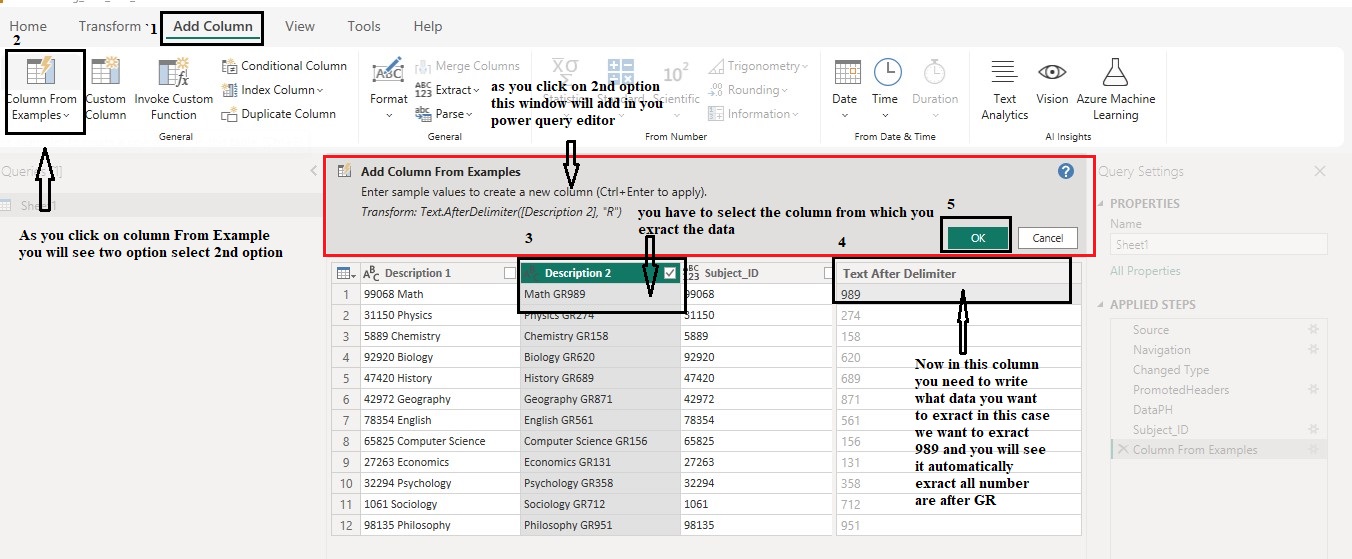 Home
Transform
1
Add Column
View
Tools
Help
2
Column From
Examples
Custom
Column
Invoke Custom
Function
Conditional Column
Index Column
Duplicate Column
General
Format
Merge Columns
ABC
123 Extract
abc Parse
General
Statistics
Standard
10²
Scientific
Trigonometry
Rounding
Information
From Number
as you click on 2nd option
this window will add in you
power query editor
Date
Time
Duration
From Date & Time
Text
Analytics
Vision
Azure Machine
Learning
AI Insights
Queries [1]
Sheet1
As you click on column From Example
you will see two option select 2nd option
Add Column From Examples
Enter sample values to create a new column (Ctrl+Enter to apply).
Transform: Text.AfterDelimiter([Description 2], "R")
you have to select the column from which you
exract the data
3
4
5
OK
Cancel
Description 1 Description 2 Subject_ID Text After Delimiter
1 99068 Math Math GR989 99068 989
2 31150 Physics Physics GR274 31150 274
3 5889 Chemistry Chemistry GR158 5889 158
4 92920 Biology Biology GR620 92920 620
5 47420 History History GR689 47420 689
6 42972 Geography Geography GR871 42972 871
7 78354 English English GR561 78354 561
8 65825 Computer Science Computer Science GR156 65825 156
9 27263 Economics Economics GR131 27263 131
10 32294 Psychology Psychology GR358 32294 358
11 1061 Sociology Sociology GR712 1061 712
12 98135 Philosophy Philosophy GR951 98135 951
Now in this column
you need to write
what data you want
to exract in this case
we want to exract
989 and you will see
it automatically
exract all number
are after GR
Query Settings
PROPERTIES
Name
Sheet1
All Properties
APPLIED STEPS
Source
Navigation
Changed Type
PromotedHeaders
DataPH
Subject_ID
Column From Examples